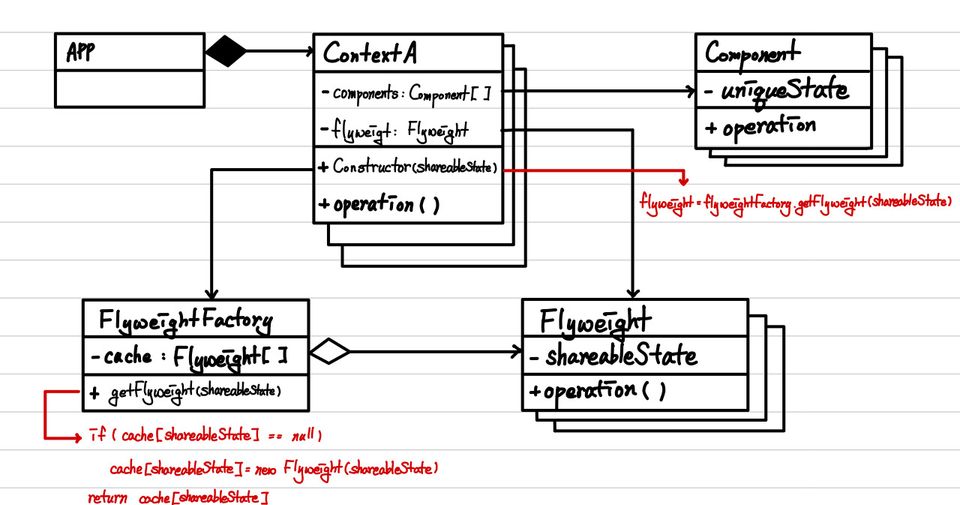 APP
ContextA
- components: Component[]
- flyweigt: Flyweight
+ Constructor(shareableState)
+ operation()
Component
- uniqueState
+ operation
flyweight = flyweightFactory.getFlyweight(shareableState)
FlyweightFactory
- cache: Flyweight[]
+ getFlyweight(shareableState)
Flyweight
- shareableState
+ operation()
if( cache[shareableState] == null)
cache[shareableState] = new Flyweight(shareableState)
return cache[shareableState]